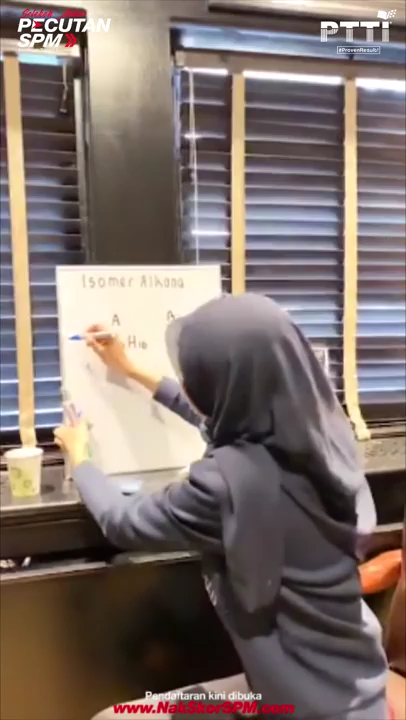 PECUTAN
SPM
PTTI
#ProvenResult!
Isomer Alkana
A A
H10
Pendaftaran kini dibuka
www.NakSkorSPM.com